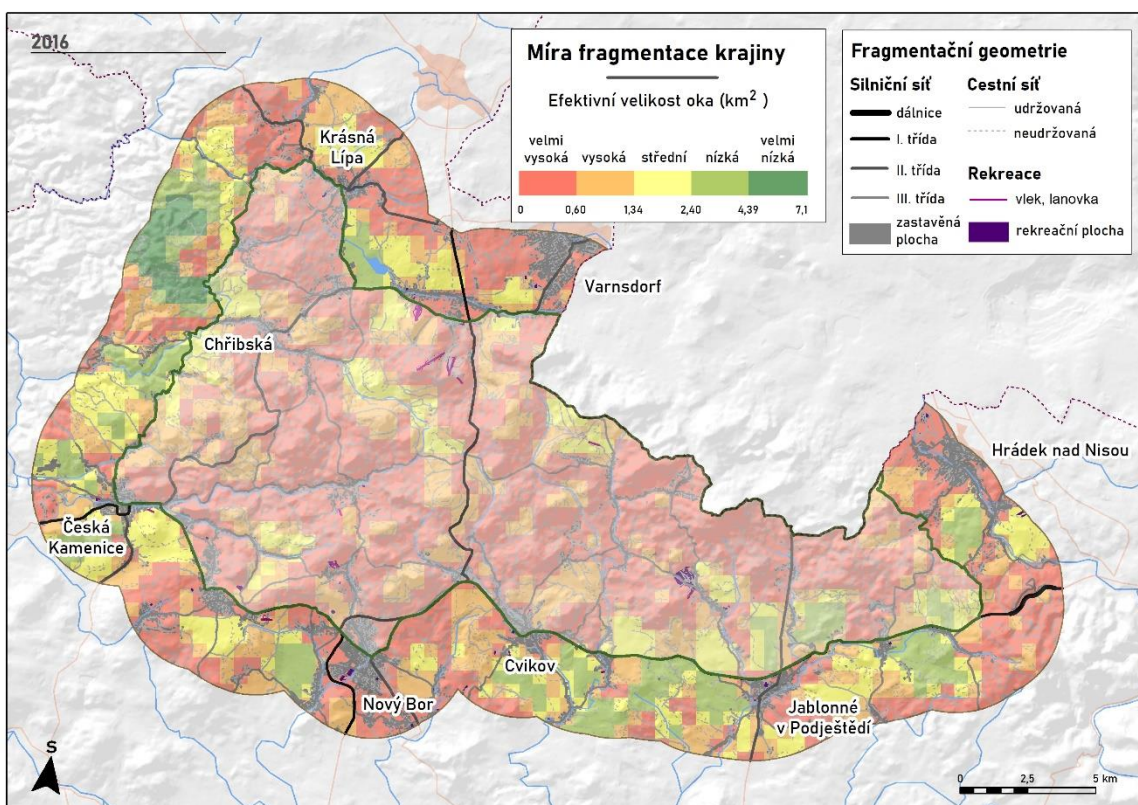 2016
Míra fragmentace krajiny
Efektivní velikost oka (km²)
velmi vysoká
vysoká
střední
nízká
velmi nízká
0
0,60
1,34
2,40
4,39
7,1
Fragmentační geometrie
Silniční síť
dálnice
I. třída
II. třída
III. třída
zastavěná
plocha
Cestní síť
udržovaná
neudržovaná
Rekreace
vlek, lanovka
rekreační plocha
Krásná
Lípa
Varnsdorf
Chřibská
Hrádek nad Nisou
Česká
Kamenice
Cvikov
Nový Bor
Jablonné
v Podještědí
S
0 2,5 5 km